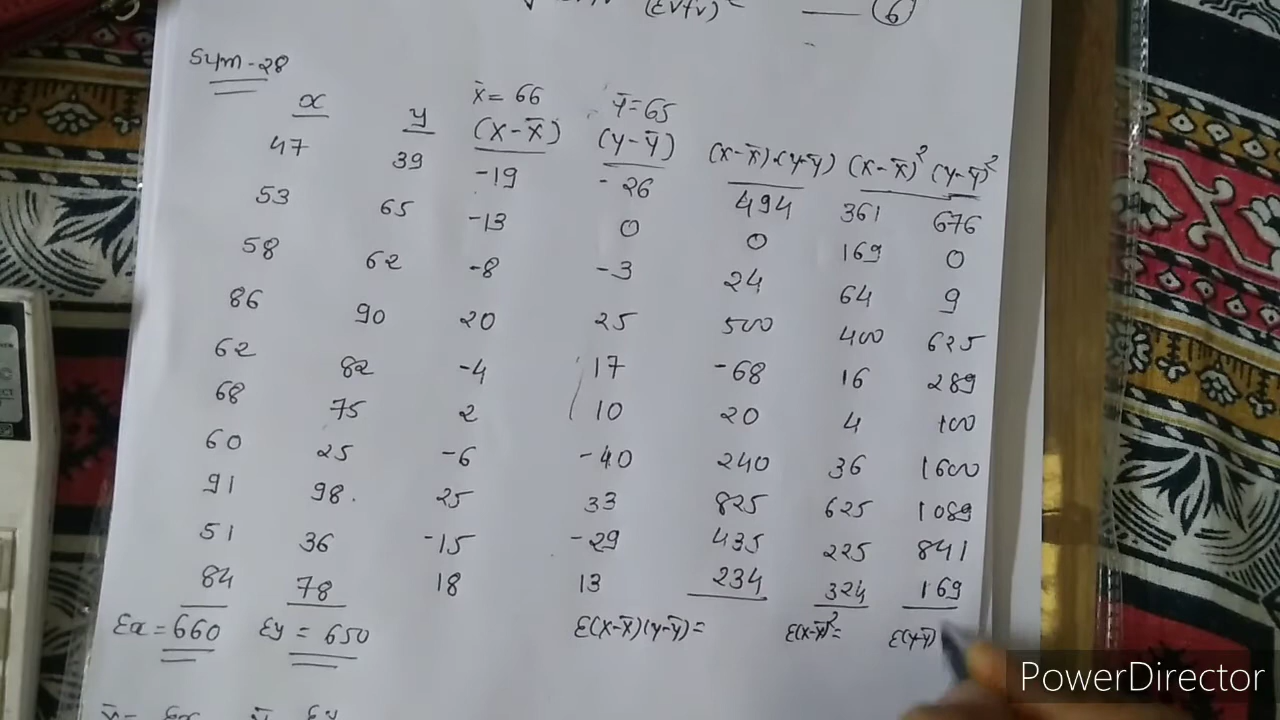 (Σv/v)² —— (6)
Sum-28
x y x̄ = 66 ȳ = 65
(x-x̄) (y-ȳ) (x-x̄)·(y-ȳ) (x-x̄)² (y-ȳ)²
47 39 -19 -26 494 361 676
53 65 -13 0 0 169 0
58 62 -8 -3 24 64 9
86 90 20 25 500 400 625
62 82 -4 17 -68 16 289
68 75 2 10 20 4 100
60 25 -6 -40 240 36 1600
91 98. 25 33 825 625 1089
51 36 -15 -29 435 225 841
84 78 18 13 234 324 169
Σx = 660 Σy = 650 Σ(x-x̄)(y-ȳ) = Σ(x-x̄)² = Σ(y-ȳ)
PowerDirector